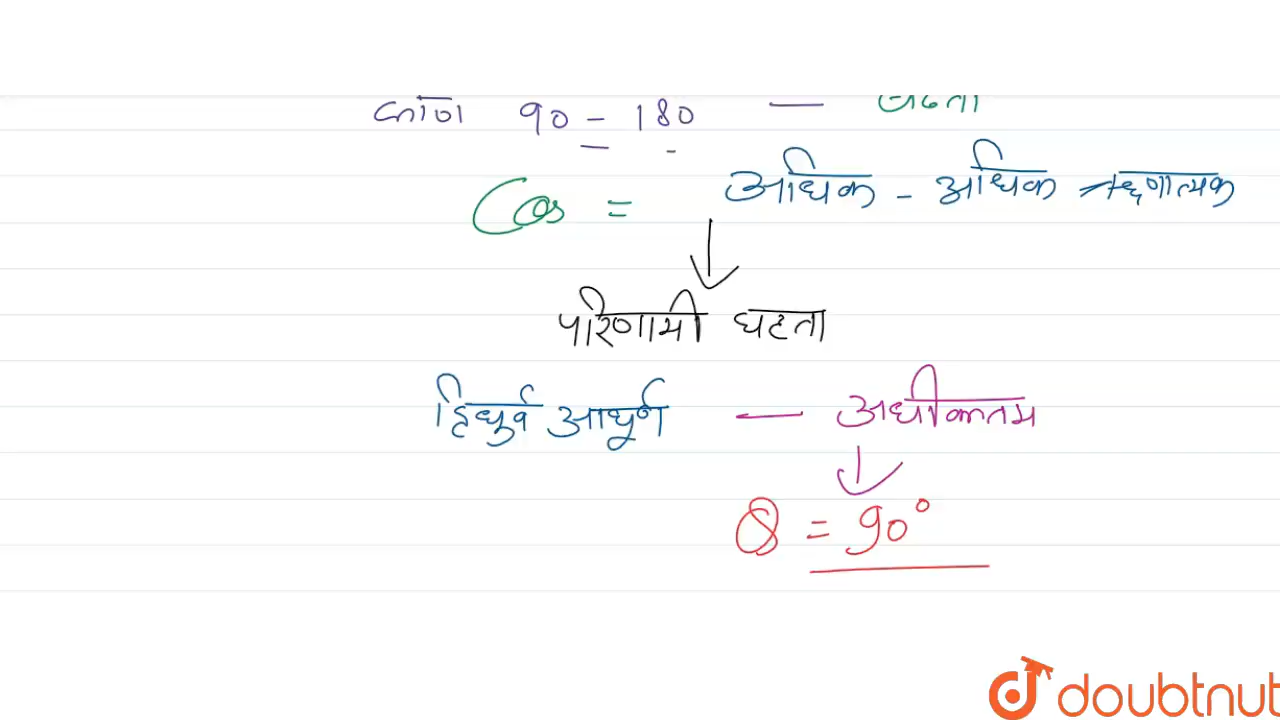 कोण 90 - 180 —
Cos = अधिक - अधिक ऋणात्मक
परिणामी घटता
द्विध्रुव आघूर्ण — अधीकतम
θ = 90°
doubtnut